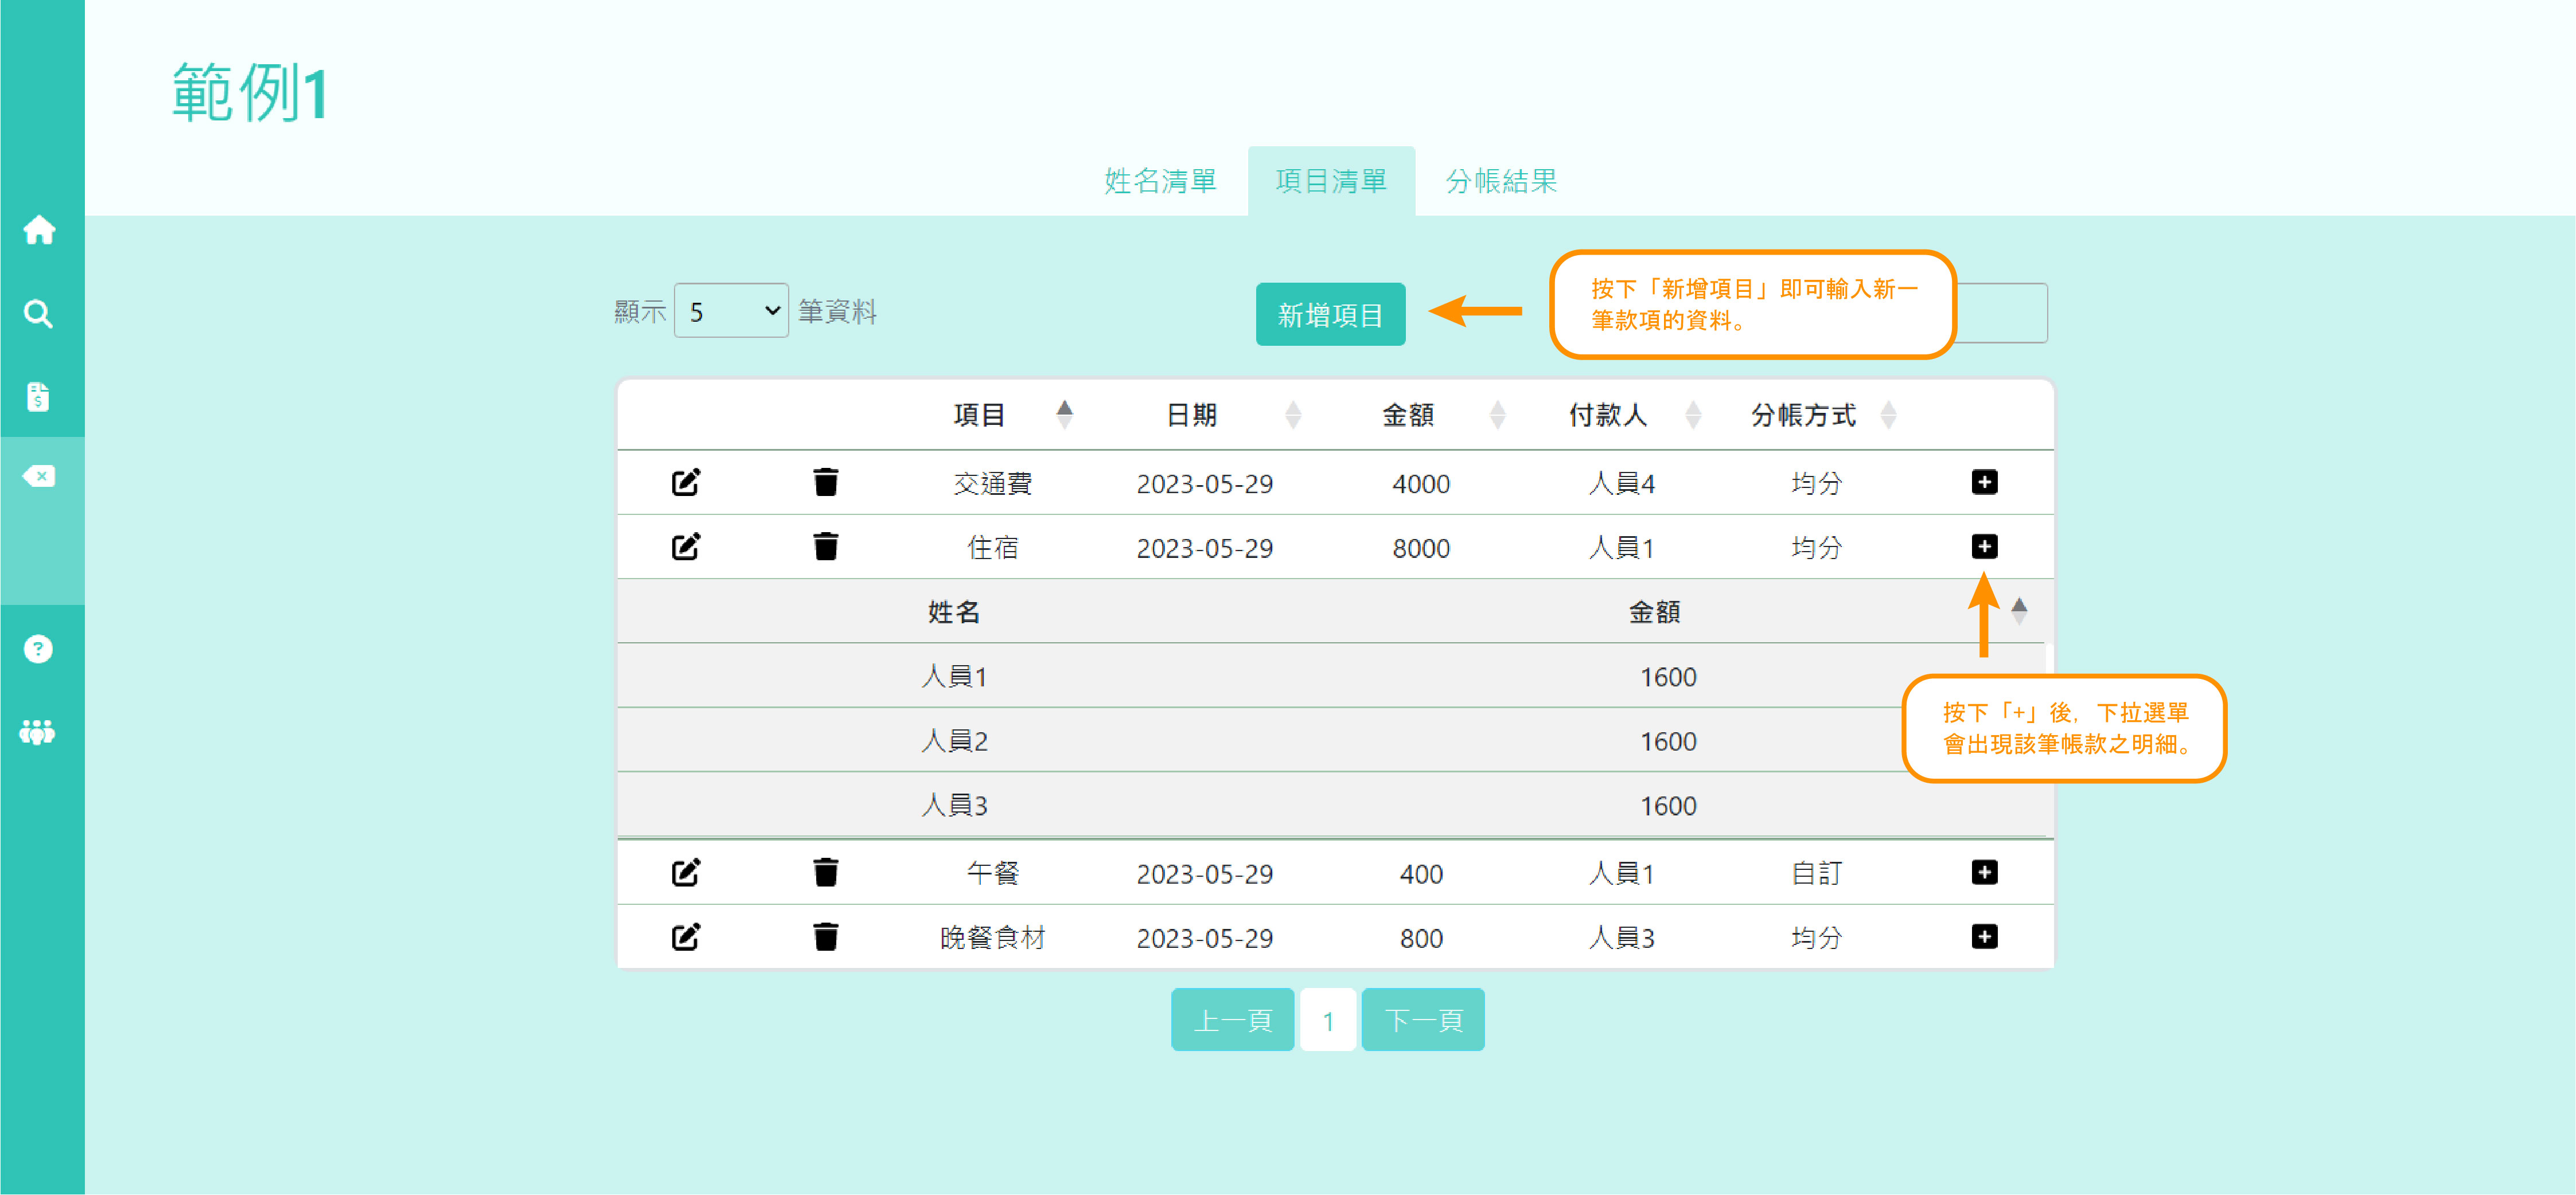 範例1
姓名清單 項目清單 分帳結果
顯示 5 筆資料 新增項目
按下「新增項目」即可輸入新一
筆款項的資料。
項目 日期 金額 付款人 分帳方式
交通費 2023-05-29 4000 人員4 均分
住宿 2023-05-29 8000 人員1 均分
姓名 金額
人員1 1600
人員2 1600
人員3 1600
按下「+」後，下拉選單
會出現該筆帳款之明細。
午餐 2023-05-29 400 人員1 自訂
晚餐食材 2023-05-29 800 人員3 均分
上一頁 1 下一頁